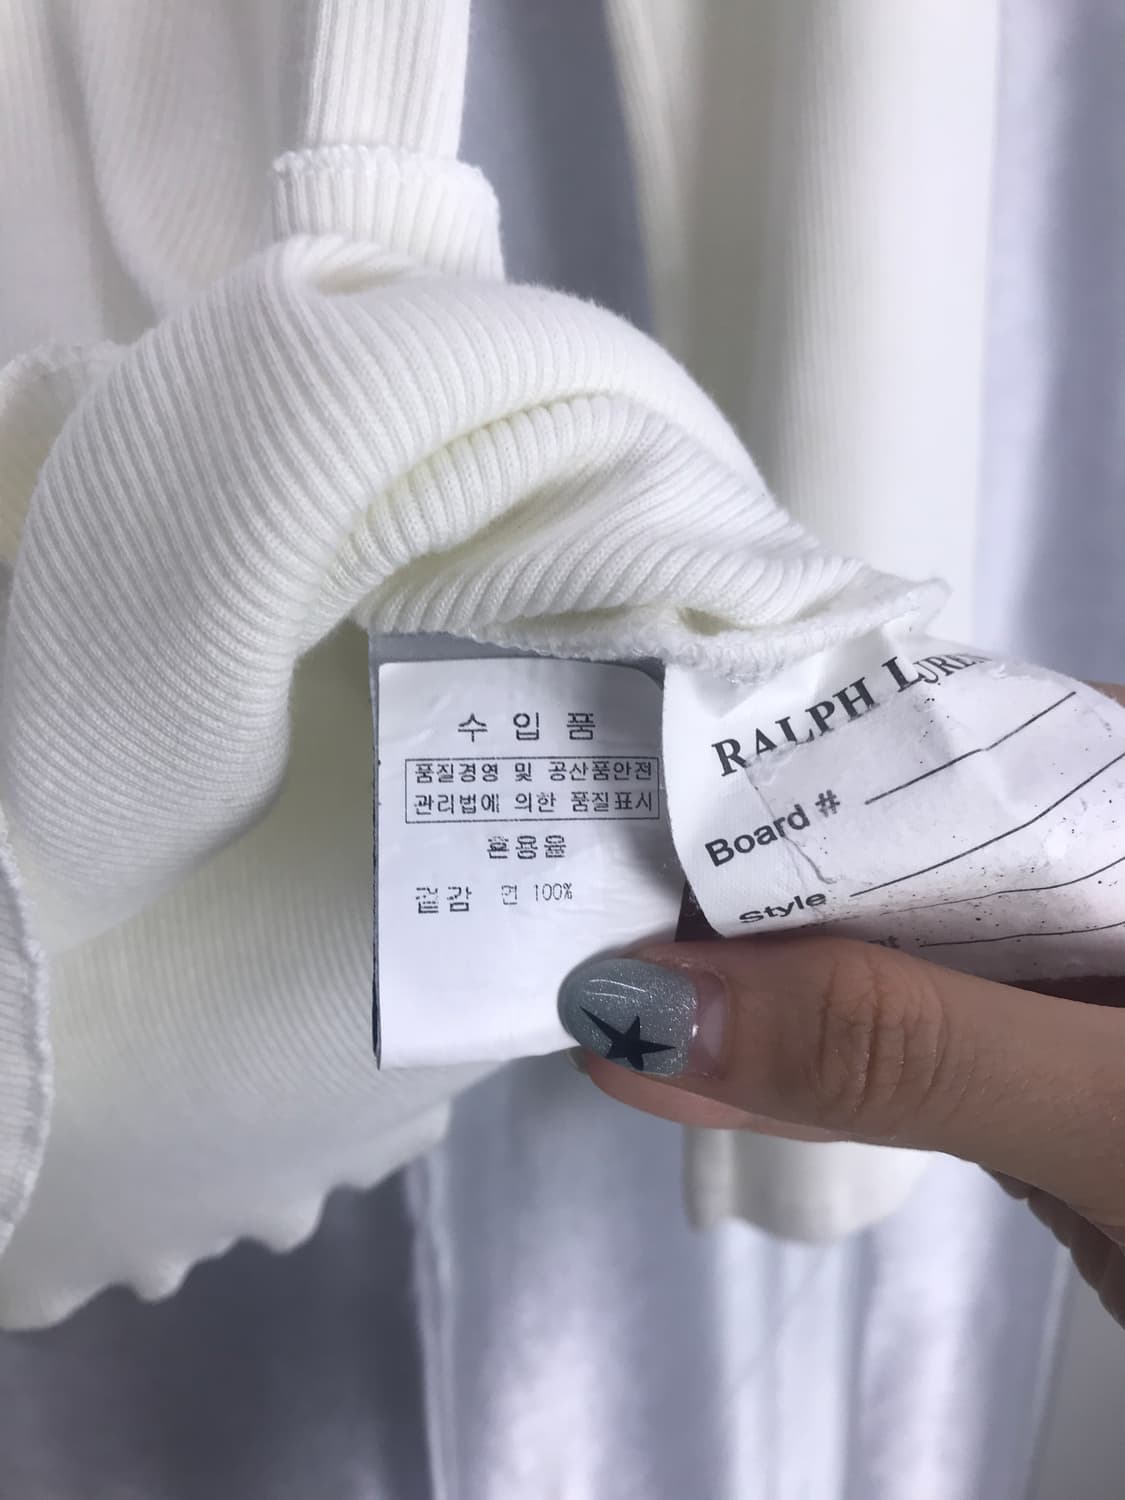 수 입 품
품질경영 및 공산품안전
관리법에 의한 품질표시
혼용율
겉감 면 100%
RALPH LAUREN
Board #
Style